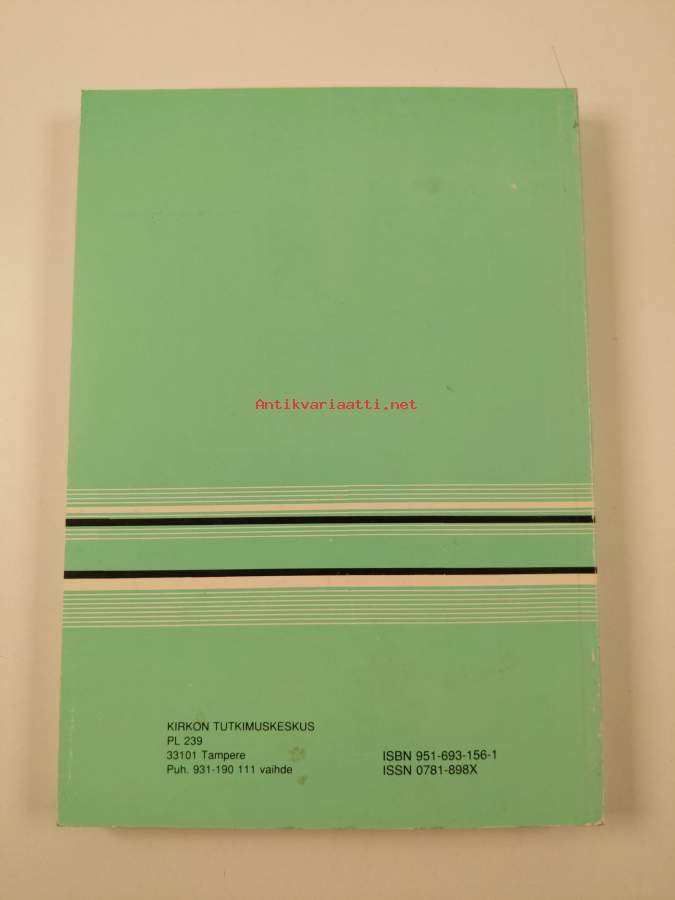 Antikvariaatti.net
KIRKON TUTKIMUSKESKUS
PL 239
33101 Tampere
Puh. 931-190 111 vaihde
ISBN 951-693-156-1
ISSN 0781-898X